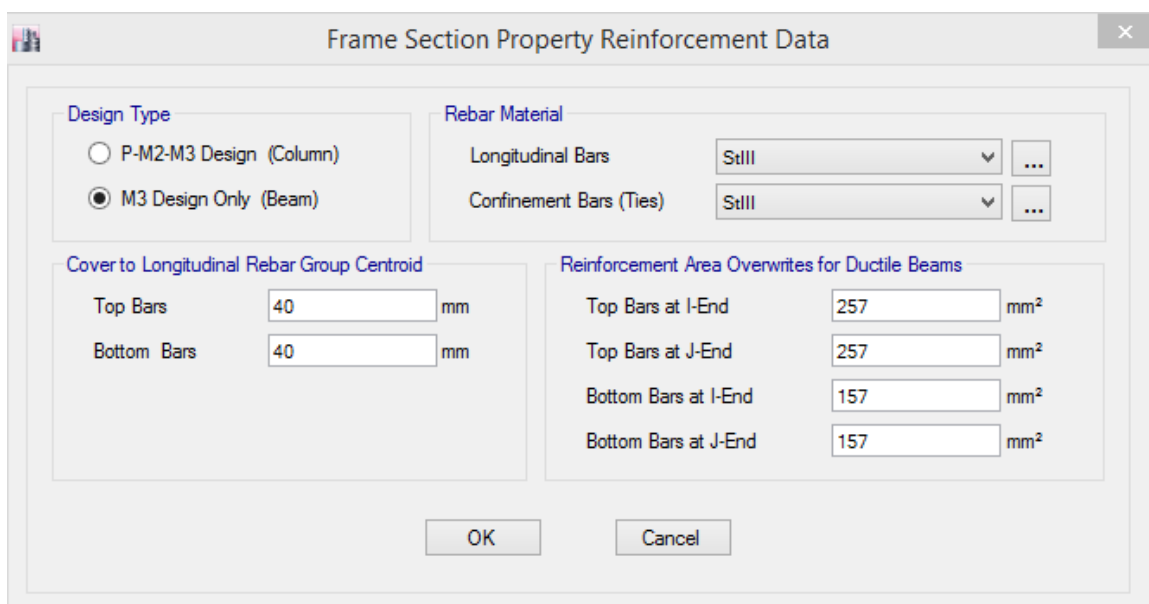 Frame Section Property Reinforcement Data
Design Type
P-M2-M3 Design (Column)
M3 Design Only (Beam)
Rebar Material
Longitudinal Bars StIII ...
Confinement Bars (Ties) StIII ...
Cover to Longitudinal Rebar Group Centroid
Top Bars 40 mm
Bottom Bars 40 mm
Reinforcement Area Overwrites for Ductile Beams
Top Bars at I-End 257 mm²
Top Bars at J-End 257 mm²
Bottom Bars at I-End 157 mm²
Bottom Bars at J-End 157 mm²
OK Cancel